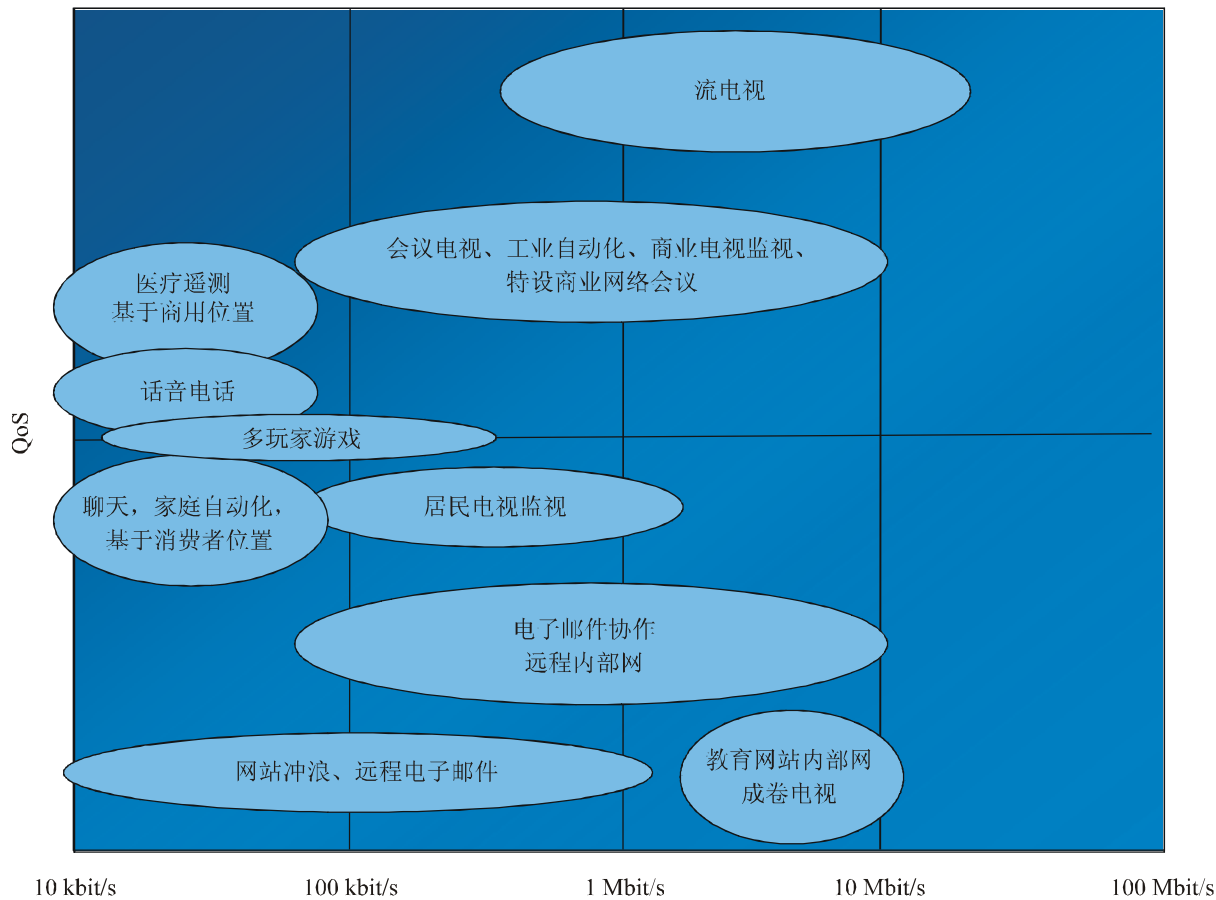 流电视
会议电视、工业自动化、商业电视监视、
特设商业网络会议
医疗遥测
基于商用位置
话音电话
QoS
多玩家游戏
聊天，家庭自动化，
基于消费者位置
居民电视监视
电子邮件协作
远程内部网
网站冲浪、远程电子邮件
教育网站内部网
成卷电视
10 kbit/s
100 kbit/s
1 Mbit/s
10 Mbit/s
100 Mbit/s